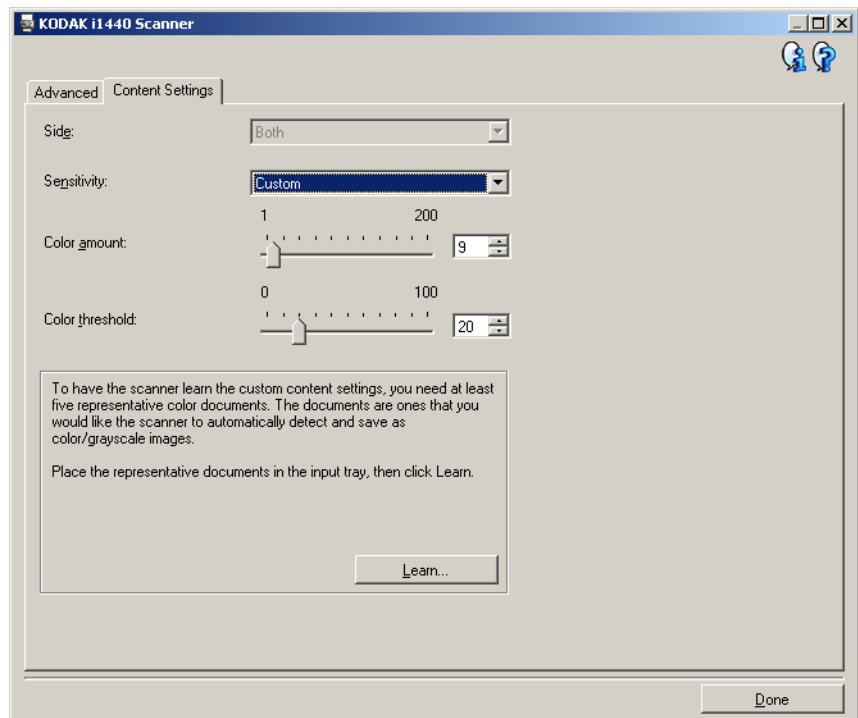 KODAK i1440 Scanner
Advanced
Content Settings
Side:
Both
Sensitivity:
Custom
1 200
Color amount:
9
0 100
Color threshold:
20
To have the scanner learn the custom content settings, you need at least
five representative color documents. The documents are ones that you
would like the scanner to automatically detect and save as
color/grayscale images.
Place the representative documents in the input tray, then click Learn.
Learn...
Done